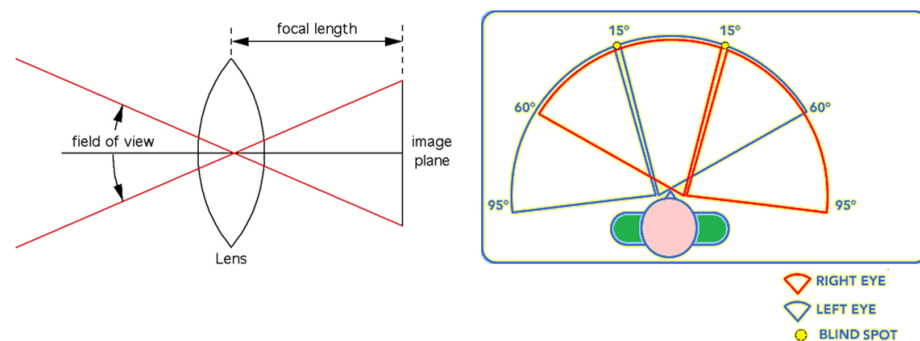 focal length
field of view
image
plane
Lens
15°
15°
60°
60°
95°
95°
RIGHT EYE
LEFT EYE
BLIND SPOT